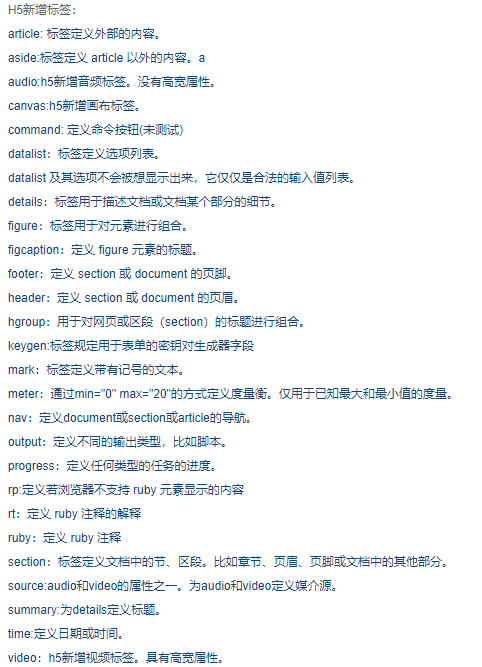 H5新增标签：
article: 标签定义外部的内容。
aside:标签定义 article 以外的内容。a
audio:h5新增音频标签。没有高宽属性。
canvas:h5新增画布标签。
command: 定义命令按钮(未测试)
datalist：标签定义选项列表。
datalist 及其选项不会被想显示出来，它仅仅是合法的输入值列表。
details：标签用于描述文档或文档某个部分的细节。
figure：标签用于对元素进行组合。
figcaption：定义 figure 元素的标题。
footer：定义 section 或 document 的页脚。
header：定义 section 或 document 的页眉。
hgroup：用于对网页或区段（section）的标题进行组合。
keygen:标签规定用于表单的密钥对生成器字段
mark：标签定义带有记号的文本。
meter：通过min="0" max="20"的方式定义度量衡。仅用于已知最大和最小值的度量。
nav：定义document或section或article的导航。
output：定义不同的输出类型，比如脚本。
progress：定义任何类型的任务的进度。
rp:定义若浏览器不支持 ruby 元素显示的内容
rt：定义 ruby 注释的解释
ruby：定义 ruby 注释
section：标签定义文档中的节、区段。比如章节、页眉、页脚或文档中的其他部分。
source:audio和video的属性之一。为audio和video定义媒介源。
summary:为details定义标题。
time:定义日期或时间。
video：h5新增视频标签。具有高宽属性。